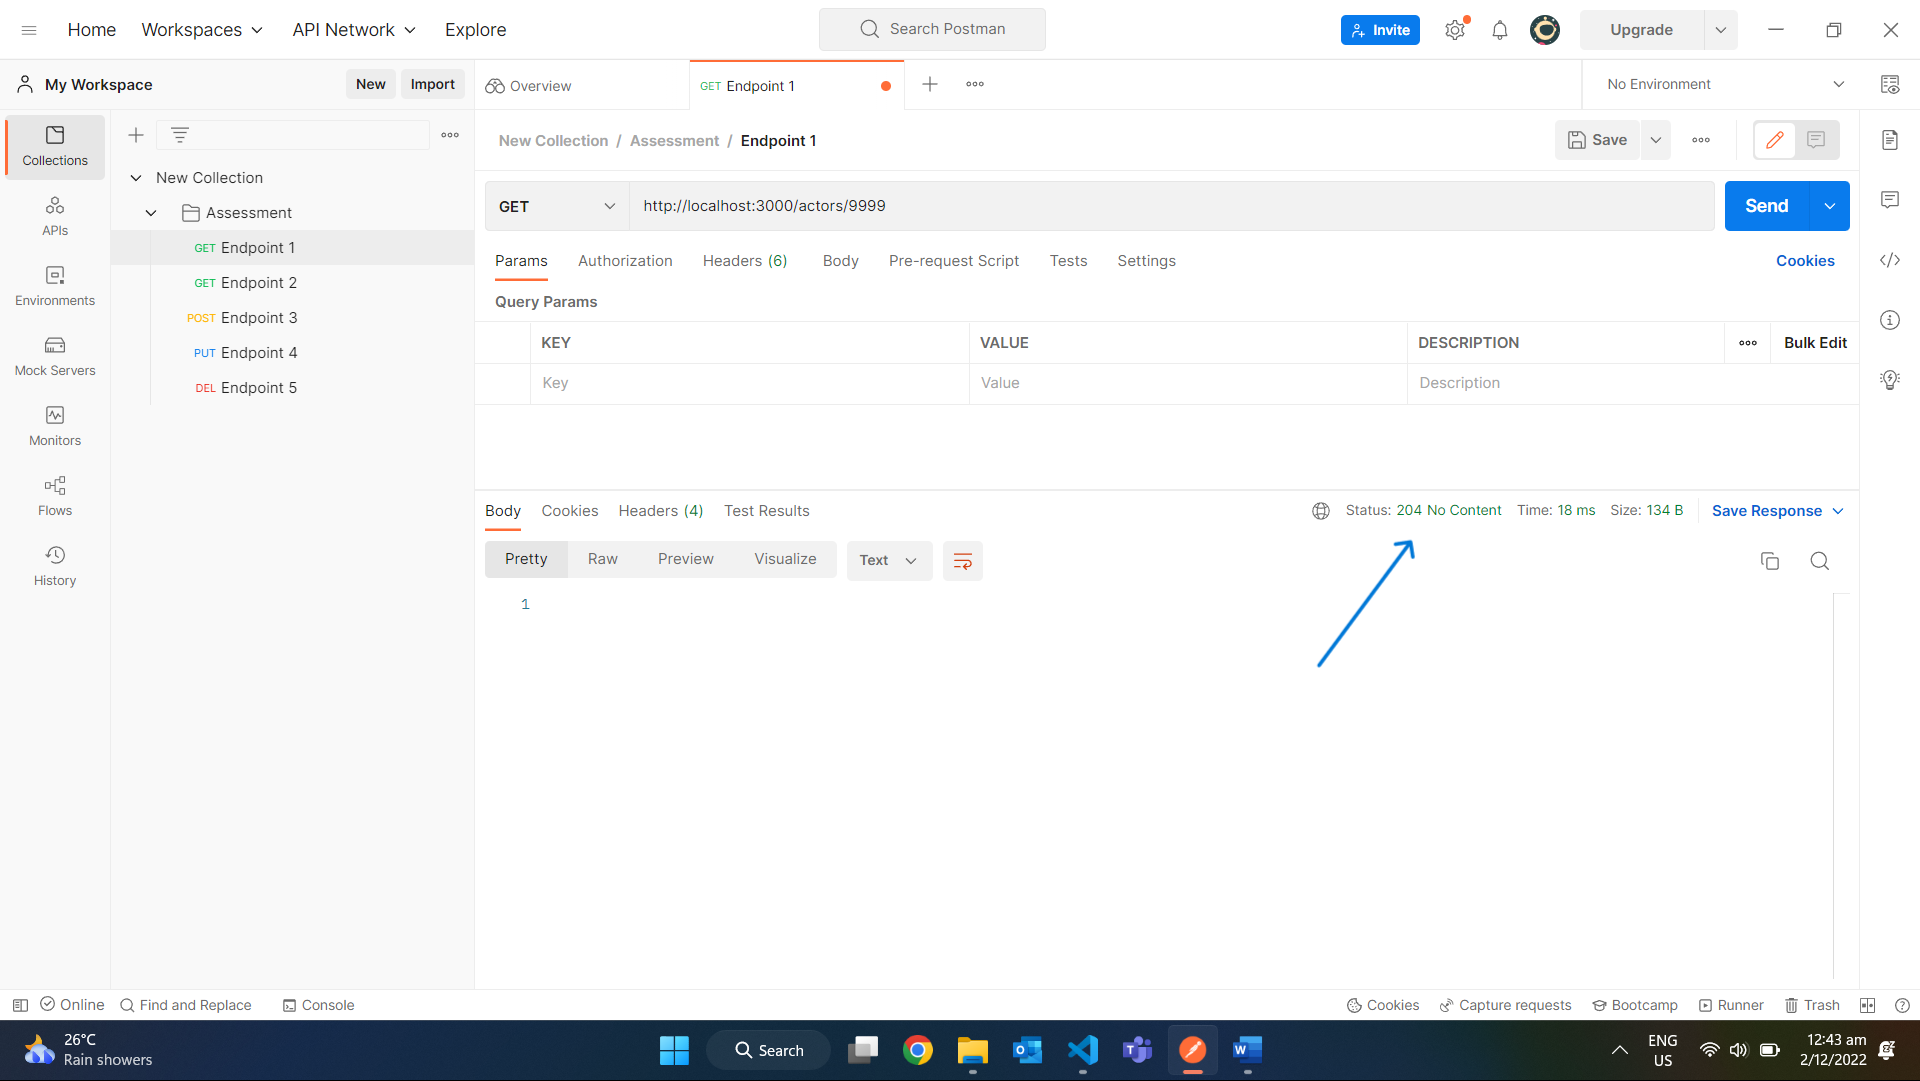 Home Workspaces API Network Explore Search Postman Invite Upgrade
My Workspace New Import Overview GET Endpoint 1 No Environment
New Collection / Assessment / Endpoint 1 Save
Collections
New Collection
Assessment
GET Endpoint 1
GET Endpoint 2
POST Endpoint 3
PUT Endpoint 4
DEL Endpoint 5
APIs
Environments
Mock Servers
Monitors
Flows
History
GET http://localhost:3000/actors/9999 Send
Params Authorization Headers (6) Body Pre-request Script Tests Settings Cookies
Query Params
KEY VALUE DESCRIPTION Bulk Edit
Key Value Description
Body Cookies Headers (4) Test Results Status: 204 No Content Time: 18 ms Size: 134 B Save Response
Pretty Raw Preview Visualize Text
1
Online Find and Replace Console Cookies Capture requests Bootcamp Runner Trash
26°C
Rain showers
Search
ENG
US
12:43 am
2/12/2022